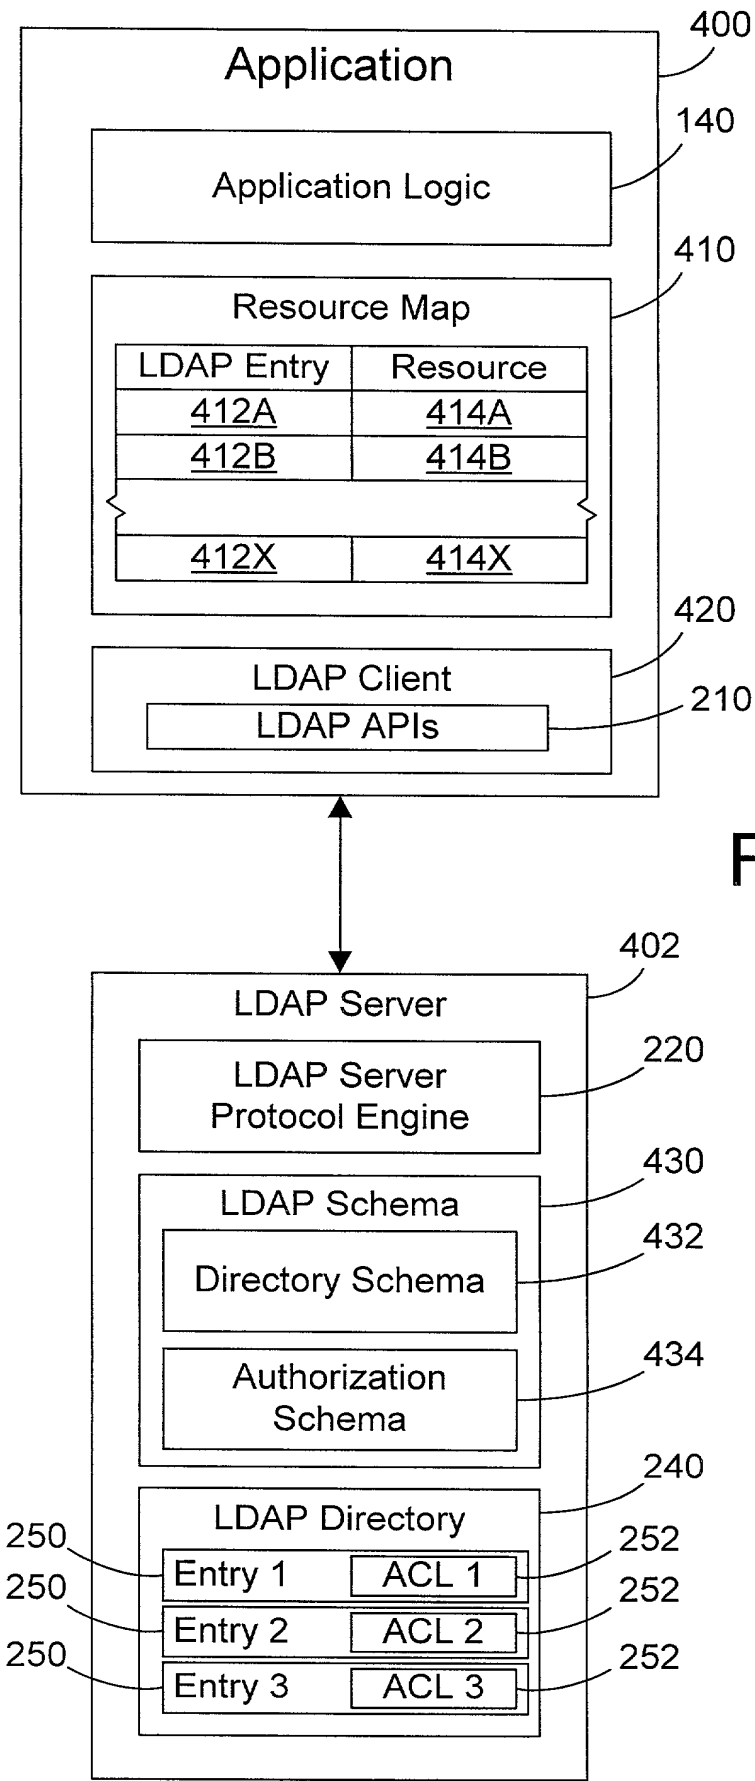 400
Application
140
Application Logic
410
Resource Map
LDAP Entry Resource
412A 414A
412B 414B
412X 414X
420
LDAP Client
210
LDAP APIs
F
402
LDAP Server
220
LDAP Server
Protocol Engine
430
LDAP Schema
432
Directory Schema
434
Authorization
Schema
240
LDAP Directory
250 Entry 1 ACL 1 252
250 Entry 2 ACL 2 252
250 Entry 3 ACL 3 252